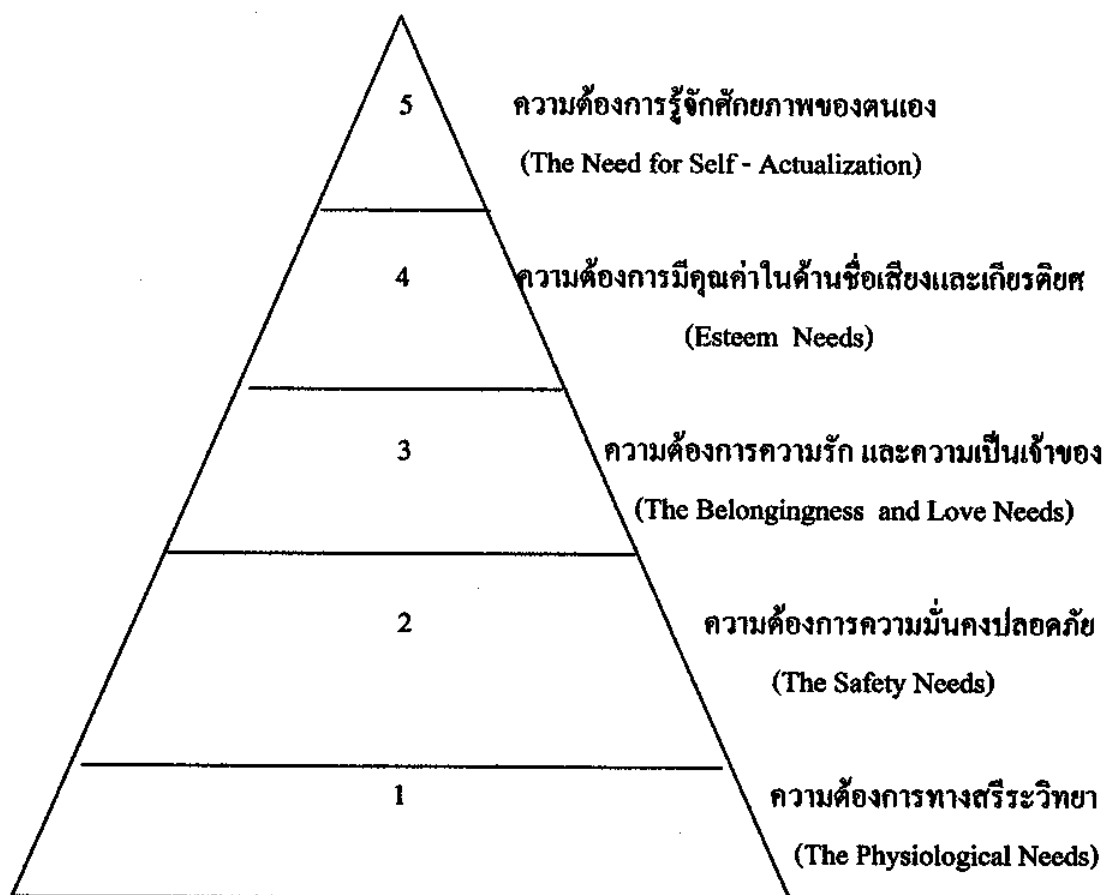 5
ความต้องการรู้จักศักยภาพของตนเอง
(The Need for Self - Actualization)
4
ความต้องการมีคุณค่าในด้านชื่อเสียงและเกียรติยศ
(Esteem Needs)
3
ความต้องการความรัก และความเป็นเจ้าของ
(The Belongingness and Love Needs)
2
ความต้องการความมั่นคงปลอดภัย
(The Safety Needs)
1
ความต้องการทางสรีระวิทยา
(The Physiological Needs)